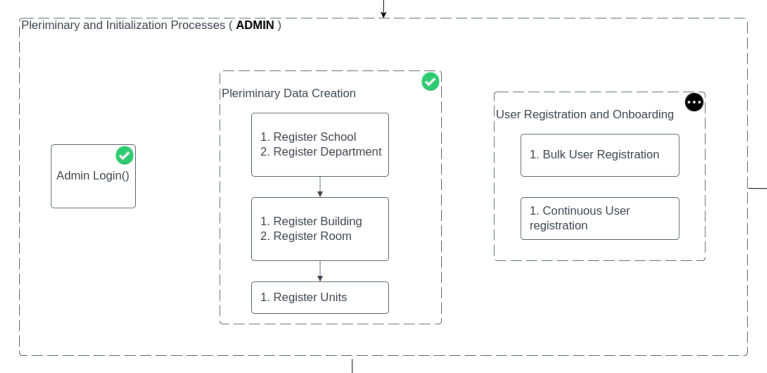 Pleriminary and Initialization Processes ( ADMIN )
Admin Login()
Pleriminary Data Creation
1. Register School
2. Register Department
1. Register Building
2. Register Room
1. Register Units
User Registration and Onboarding
1. Bulk User Registration
1. Continuous User
registration